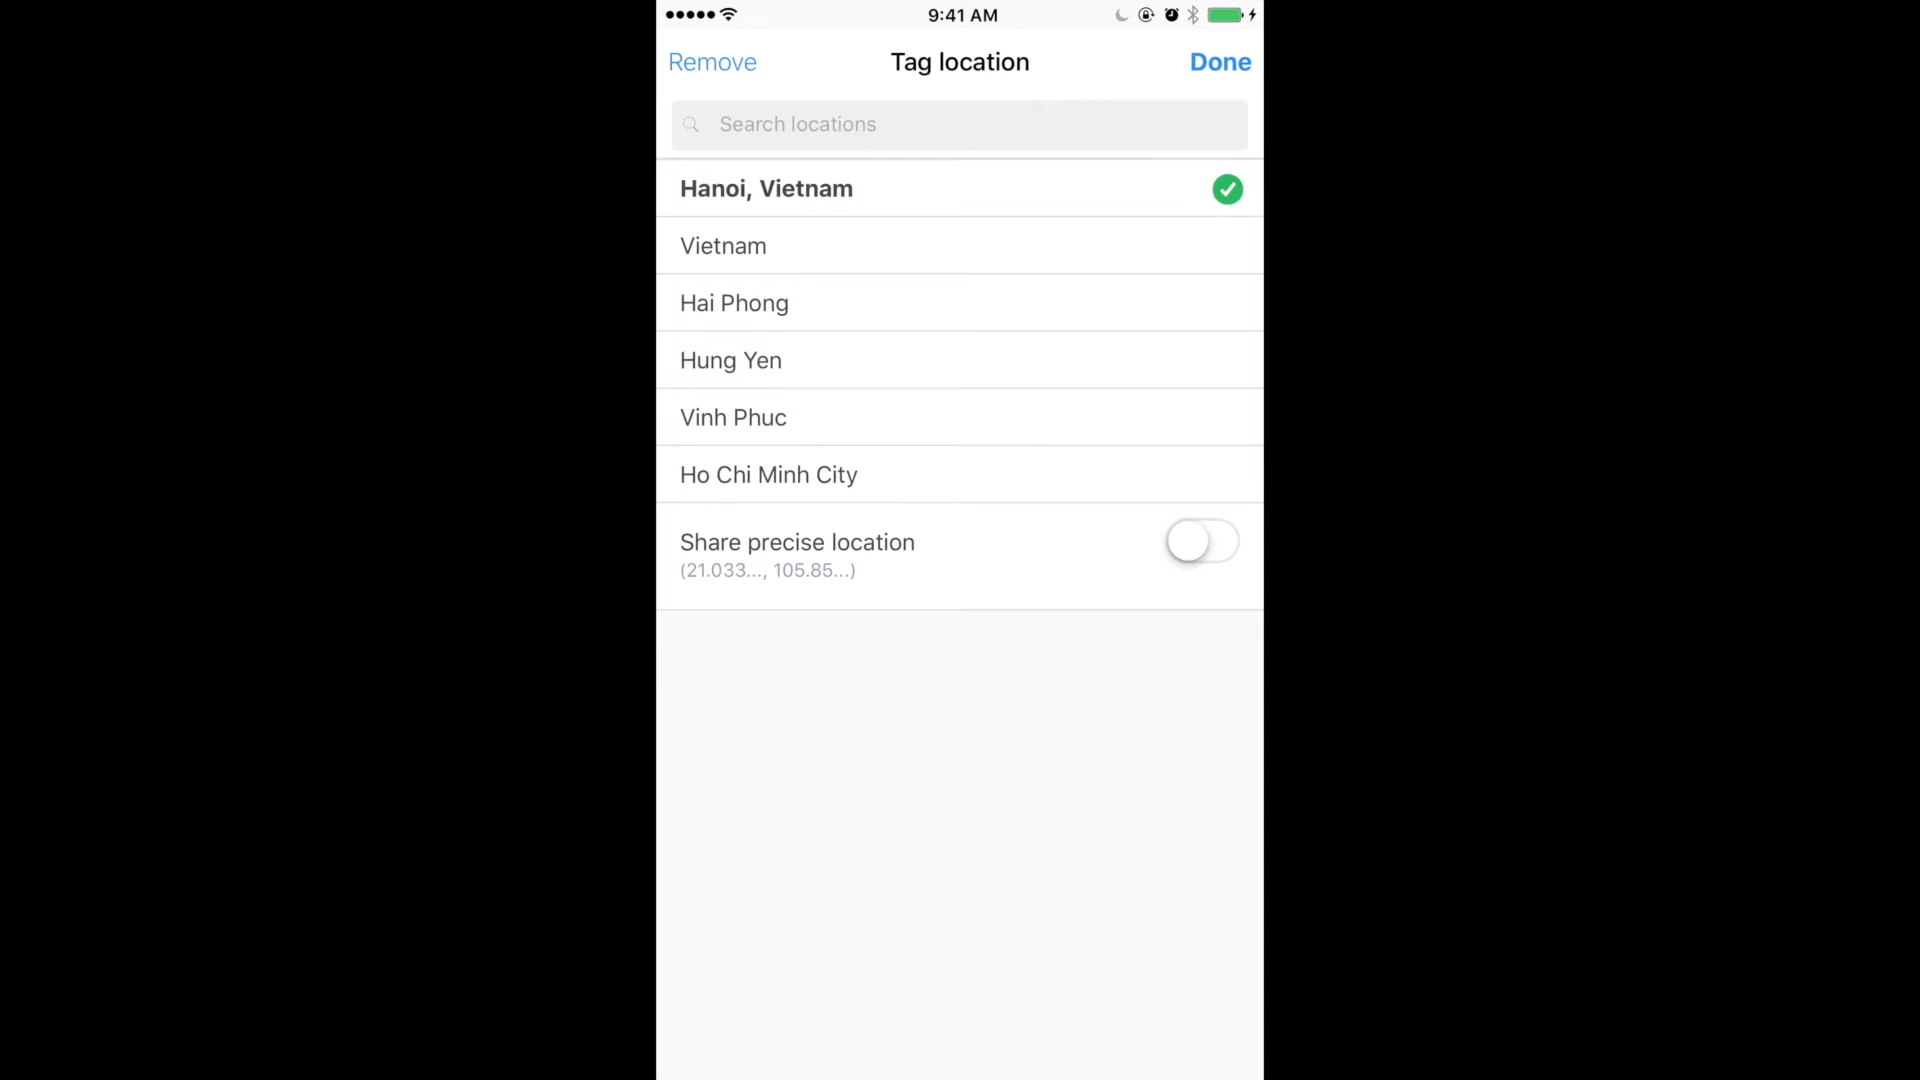 9:41 AM
Remove Tag location Done
Search locations
Hanoi, Vietnam
Vietnam
Hai Phong
Hung Yen
Vinh Phuc
Ho Chi Minh City
Share precise location
(21.033..., 105.85...)